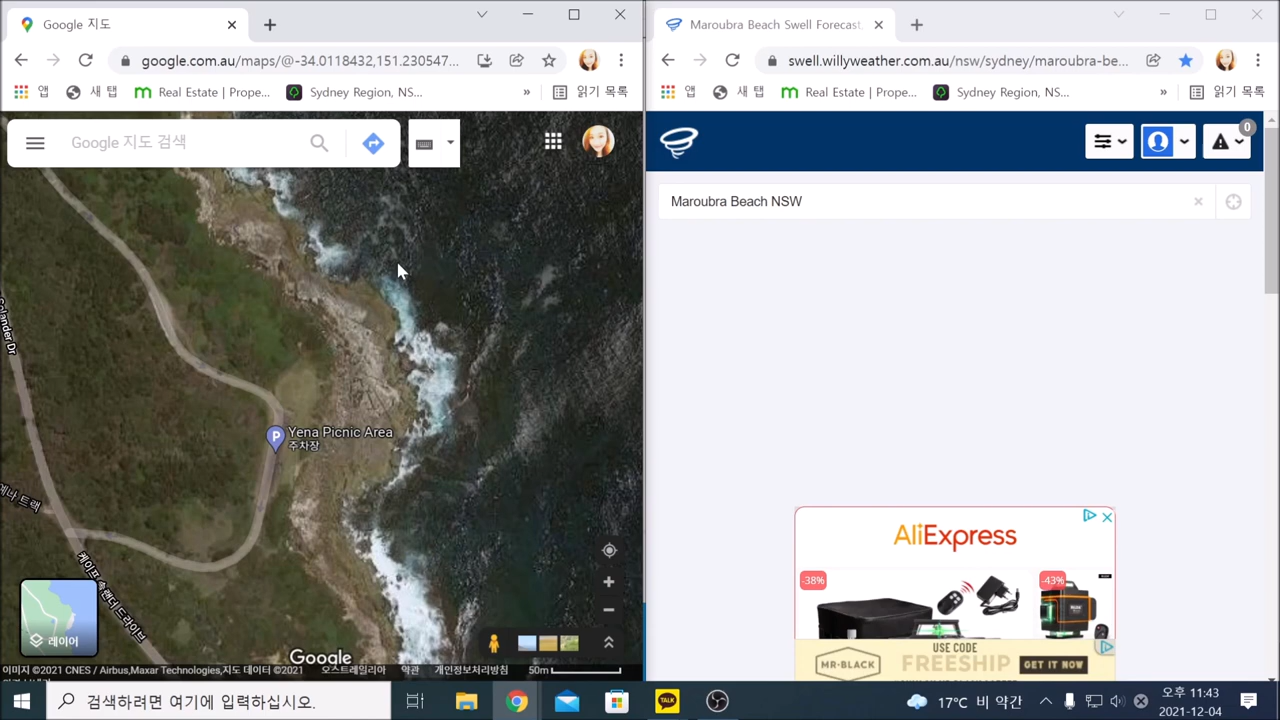 Google 지도
google.com.au/maps/@-34.0118432,151.230547...
앱
새 탭
Real Estate | Prope...
Sydney Region, NS...
»
읽기 목록
Google 지도 검색
Yena Picnic Area
주차장
레이어
Google
이미지 ©2021 CNES / Airbus,Maxar Technologies,지도 데이터 ©2021
오스트레일리아
약관
개인정보처리방침
50m
Maroubra Beach Swell Forecast
swell.willyweather.com.au/nsw/sydney/maroubra-be...
앱
새 탭
Real Estate | Prope...
Sydney Region, NS...
»
읽기 목록
0
Maroubra Beach NSW
AliExpress
-38%
-43%
MR-BLACK
USE CODE
FREESHIP
GET IT NOW
검색하려면 여기에 입력하십시오.
TALK
17°C 비 약간
오후 11:43
2021-12-04